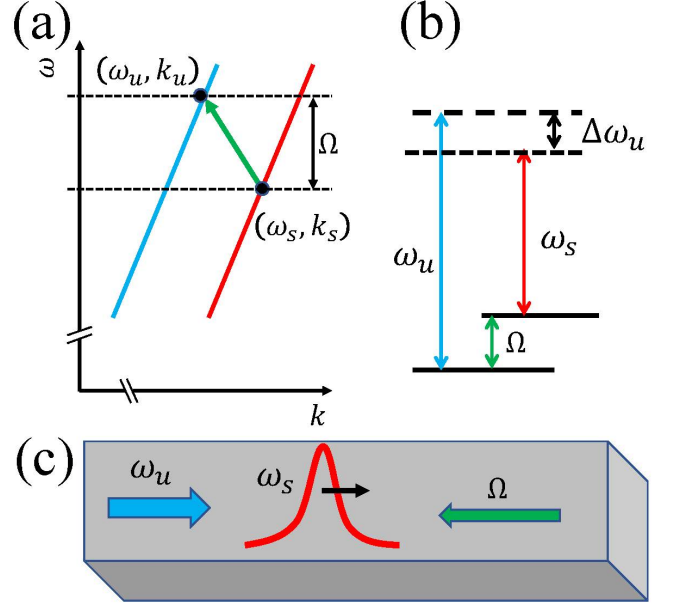 (a)
ω
(ω_u, k_u)
Ω
(ω_s, k_s)
k
(b)
Δω_u
ω_u
ω_s
Ω
(c)
ω_u
ω_s
Ω